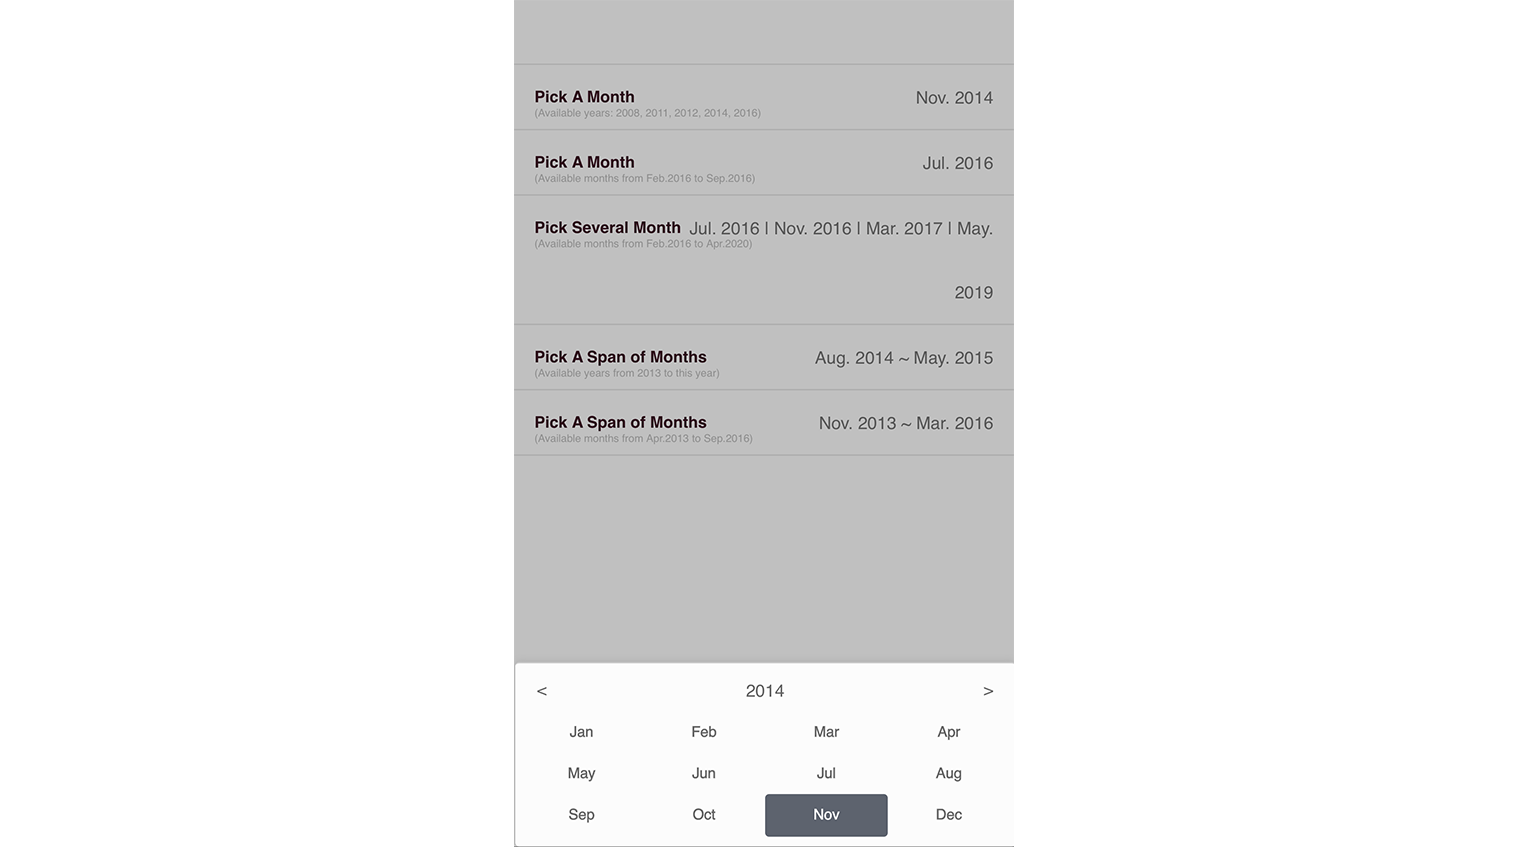 Pick A Month
Nov. 2014
(Available years: 2008, 2011, 2012, 2014, 2016)
Pick A Month
Jul. 2016
(Available months from Feb.2016 to Sep.2016)
Pick Several Month
Jul. 2016 | Nov. 2016 | Mar. 2017 | May.
2019
(Available months from Feb.2016 to Apr.2020)
Pick A Span of Months
Aug. 2014 ~ May. 2015
(Available years from 2013 to this year)
Pick A Span of Months
Nov. 2013 ~ Mar. 2016
(Available months from Apr.2013 to Sep.2016)
< 2014 >
Jan Feb Mar Apr
May Jun Jul Aug
Sep Oct Nov Dec